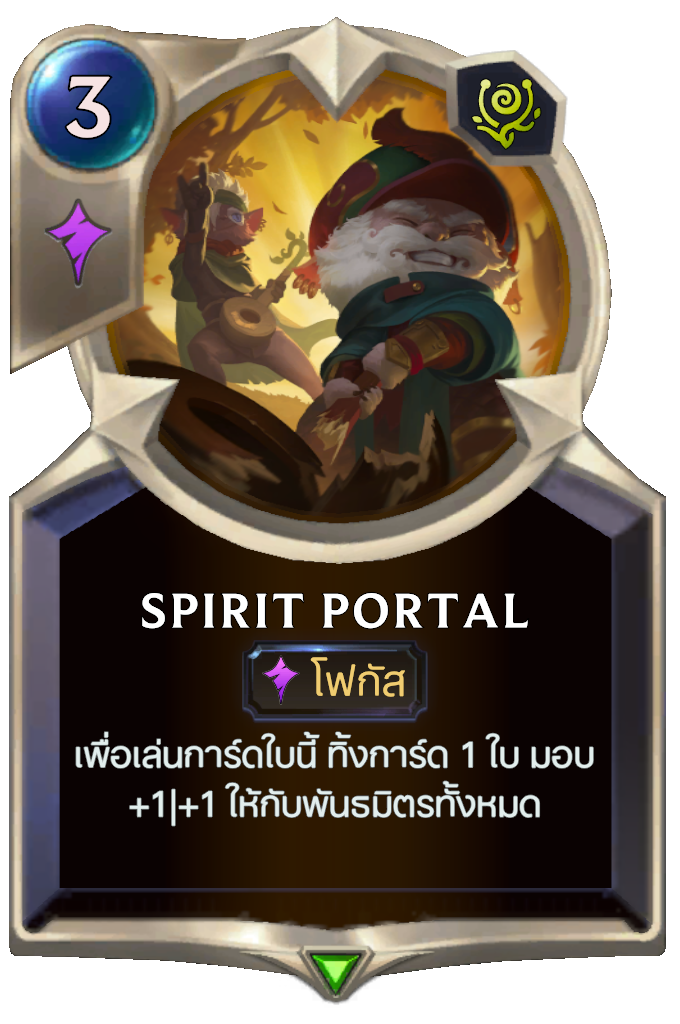 3
SPIRIT PORTAL
โฟกัส
เพื่อเล่นการ์ดใบนี้ ทิ้งการ์ด 1 ใบ มอบ
+1|+1 ให้กับพันธมิตรทั้งหมด